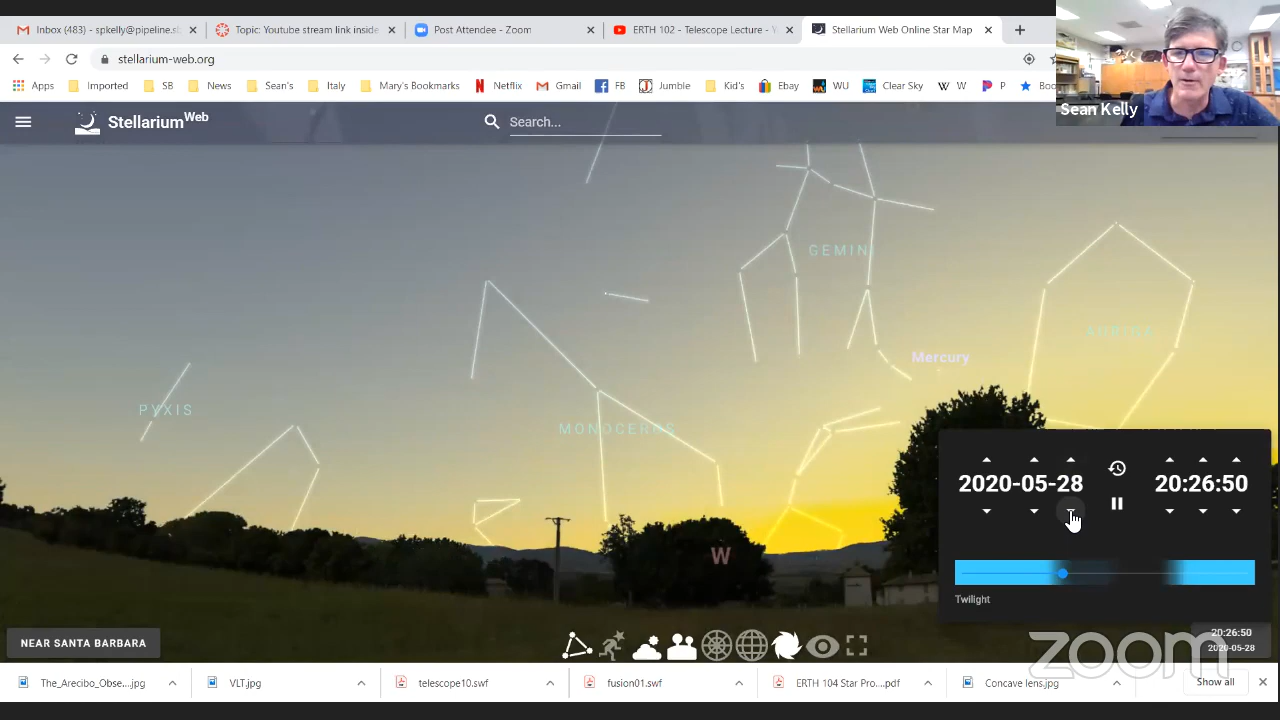 Inbox (483) - sjkelly@pipeline.s
Topic: Youtube stream link inside
Post Attendee - Zoom
ERTH 102 - Telescope Lecture -
Stellarium Web Online Star Map
stellarium-web.org
Apps Imported SB News Sean's Italy Mary's Bookmarks Netflix Gmail FB Jumble Kid's Ebay WU Clear Sky W P Boo
Sean Kelly
StellariumWeb
Search...
GEMINI
AURIGA
Mercury
PYXIS
MONOCEROS
2020-05-28 20:26:50
W
Twilight
NEAR SANTA BARBARA
20:26:50
2020-05-28
zoom
The_Arecibo_Obse....jpg
VLT.jpg
telescope10.swf
fusion01.swf
ERTH 104 Star Pro....pdf
Concave lens.jpg
Show all